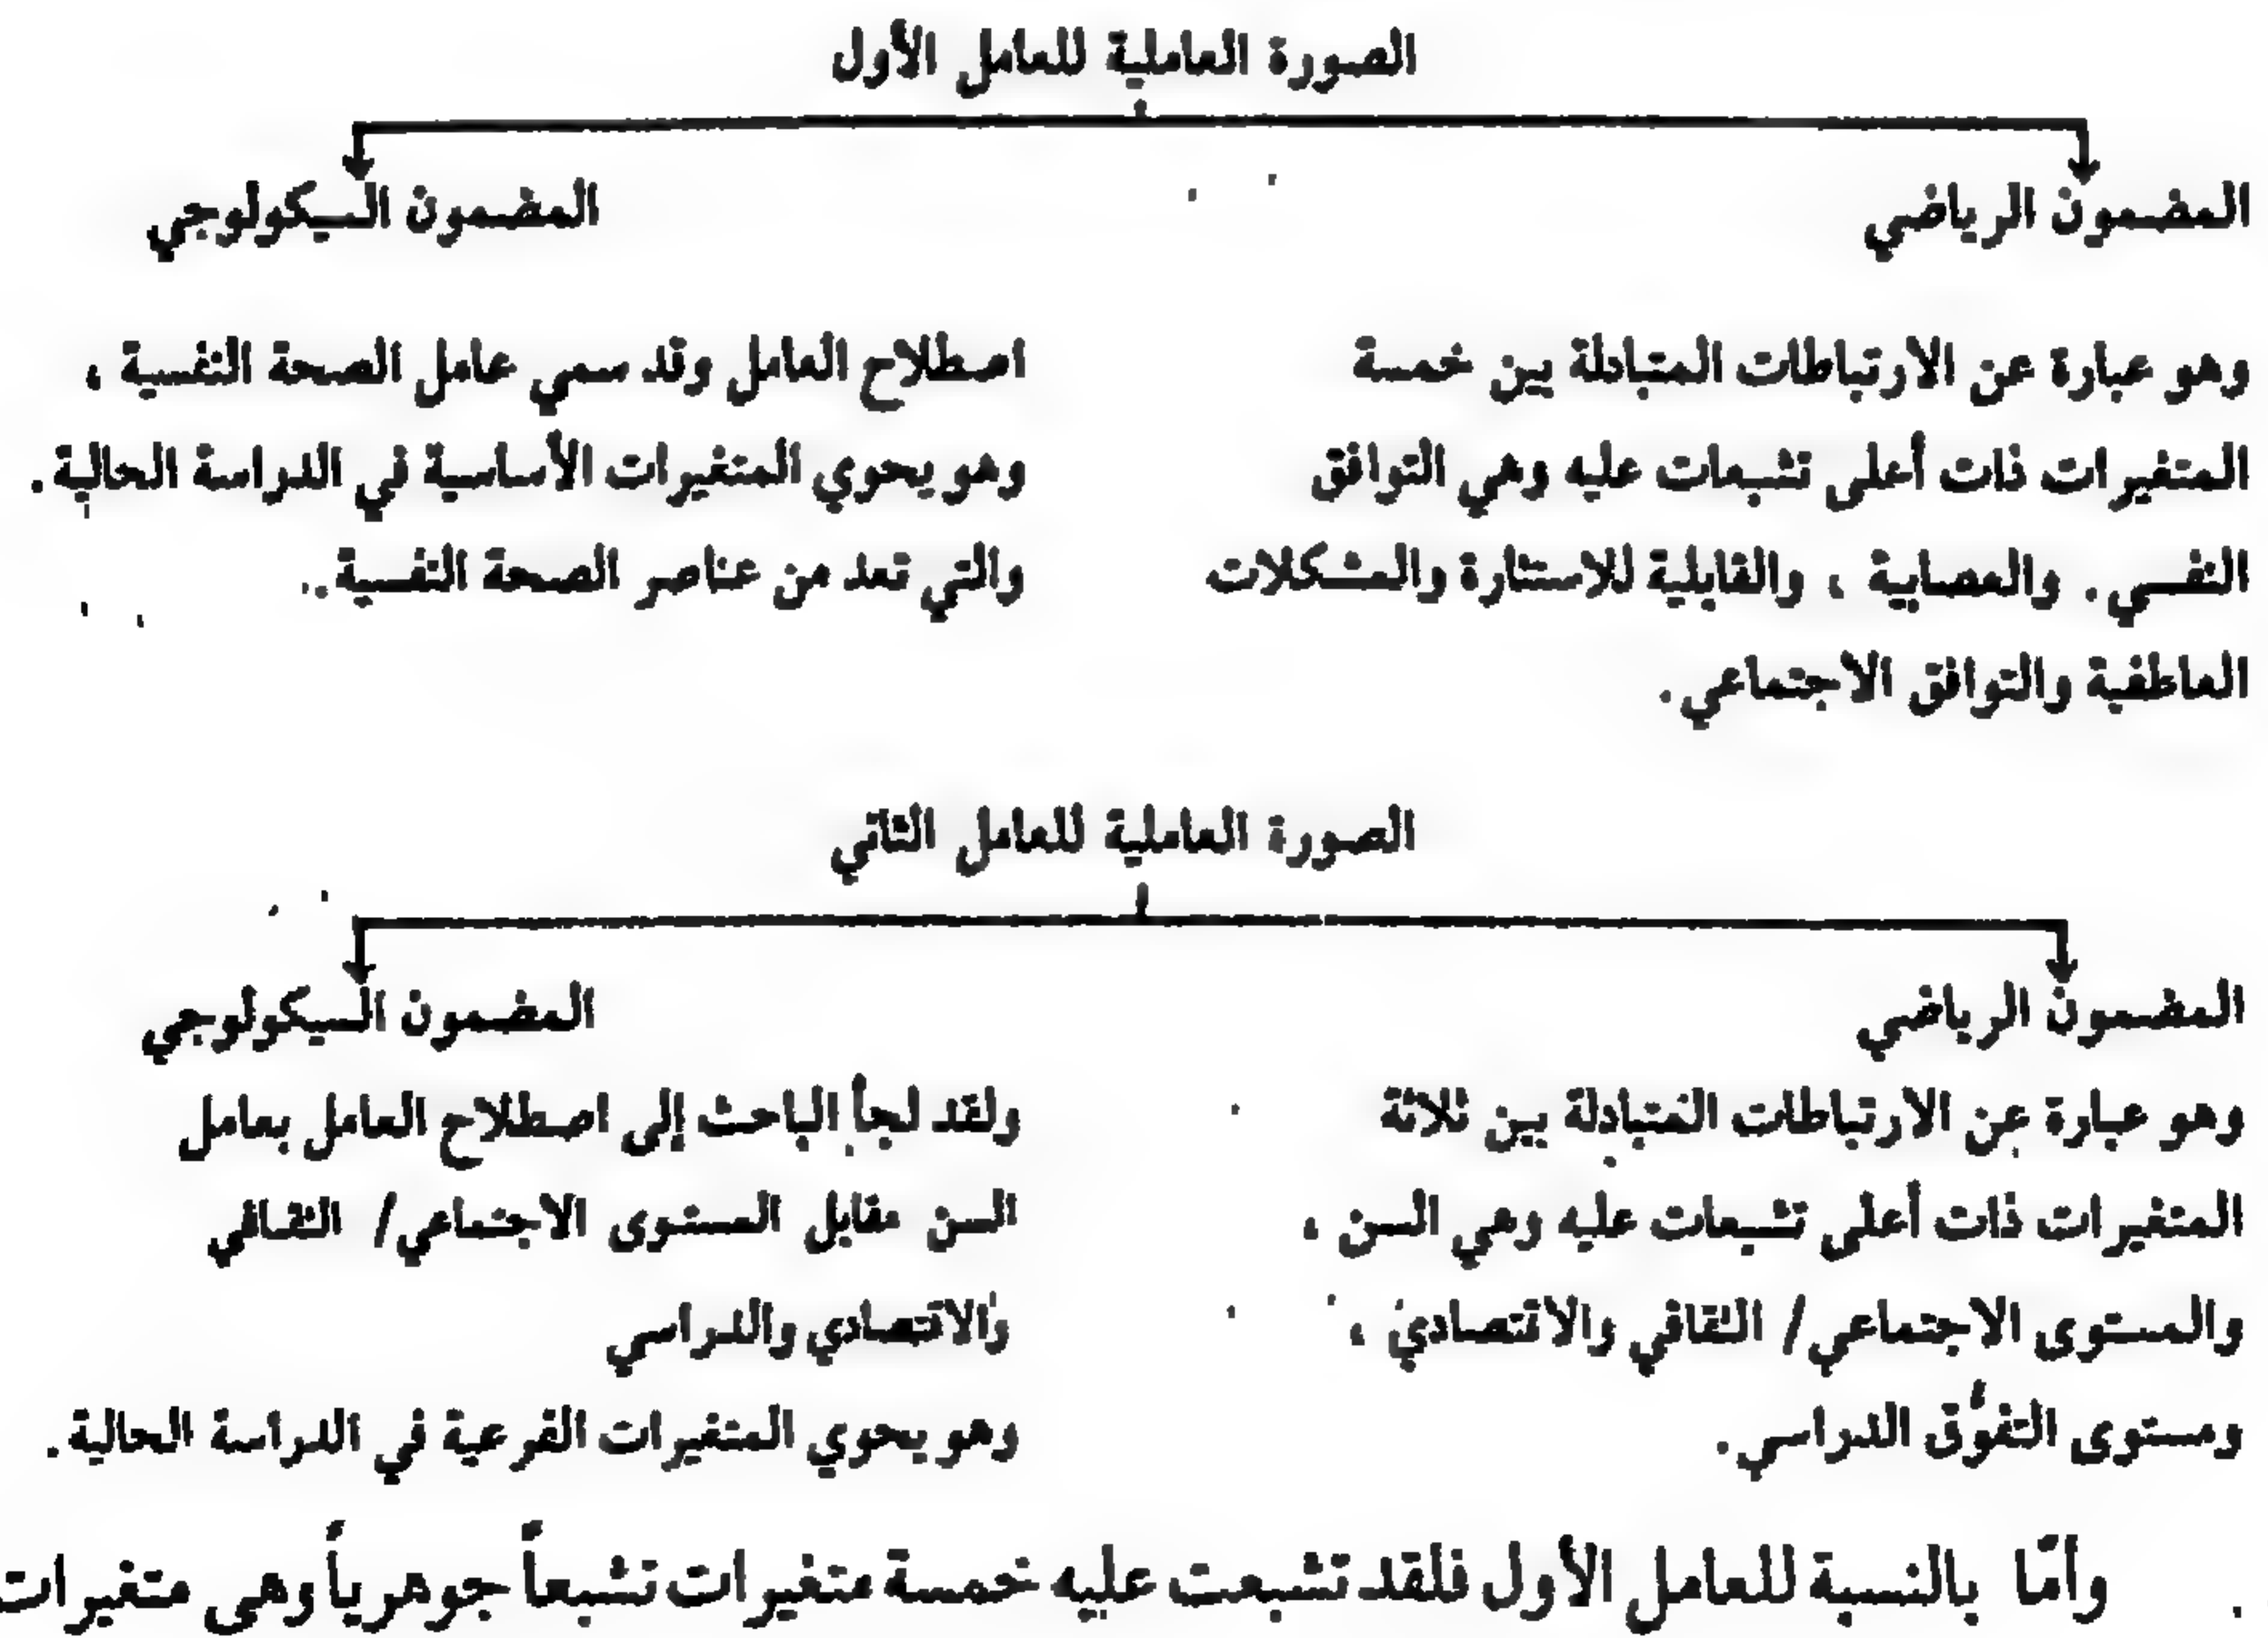 الصورة العاملية للعامل الأول
المضمون الرياضي
وهو عبارة عن الارتباطات المتبادلة بين خمسة
المتغيرات ذات أعلى تشبعات عليه وهي التوافق
النفسي . والعصابية ، والقابلية للاستثارة والمشكلات
العاطفية والتوافق الاجتماعي .
المضمون السيكولوجي
اصطلاح العامل وقد سمي عامل الصحة النفسية ،
وهو يحوي المتغيرات الأساسية في الدراسة الحالية .
والتي تعد من عناصر الصحة النفسية .
الصورة العاملية للعامل الثاني
المضمون الرياضي
وهو عبارة عن الارتباطات المتبادلة بين ثلاثة
المتغيرات ذات أعلى تشبعات عليه وهي السن ،
والمستوى الاجتماعي / الثقافي والاقتصادي ،
ومستوى التفوّق الدراسي .
المضمون السيكولوجي
ولقد لجأ الباحث إلى اصطلاح العامل بعامل
السن مقابل المستوى الاجتماعي / الثقافي
والاقتصادي والدراسي
وهو يحوي المتغيرات الفرعية في الدراسة الحالية .
وأمّا بالنسبة للعامل الأول فلقد تشبعت عليه خمسة متغيرات تشبعاً جوهرياً وهى متغيرات